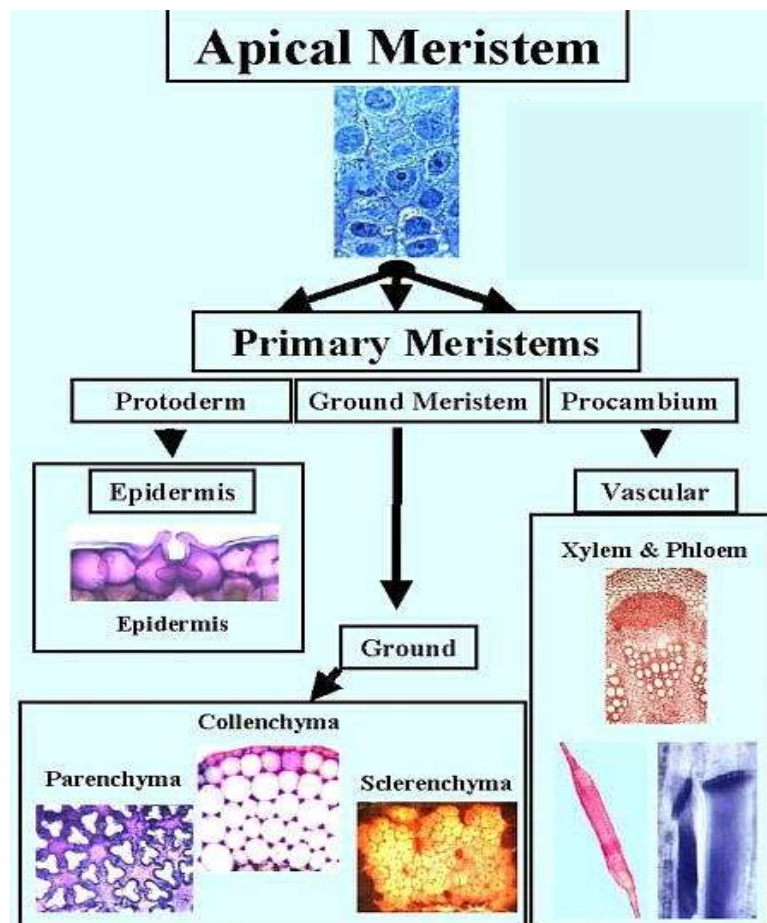 Apical Meristem
Primary Meristems
Protoderm
Ground Meristem
Procambium
Epidermis
Epidermis
Vascular
Xylem & Phloem
Ground
Collenchyma
Parenchyma
Sclerenchyma